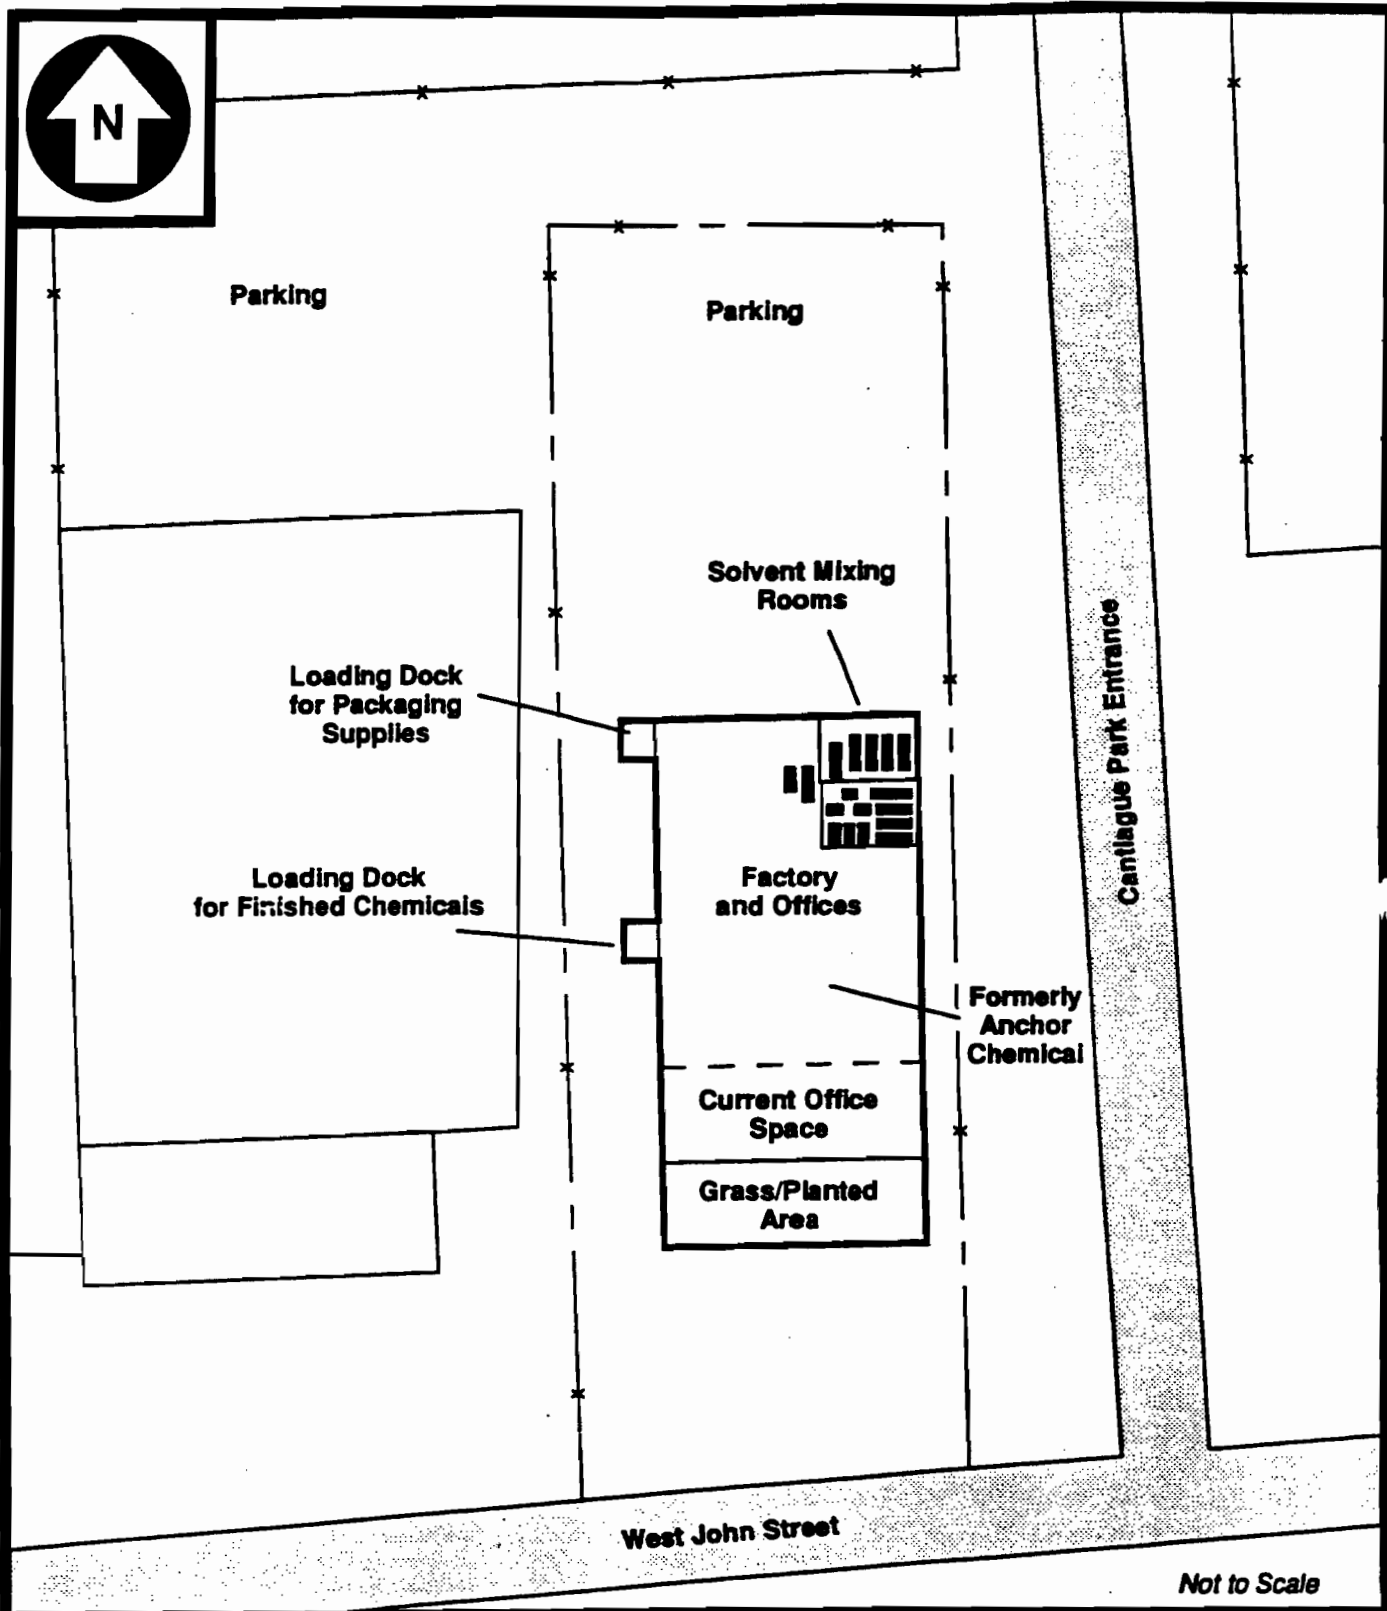 N
Parking
Parking
Solvent Mixing
Rooms
Loading Dock
for Packaging
Supplies
Cantiague Park Entrance
Loading Dock
for Finished Chemicals
Factory
and Offices
Formerly
Anchor
Chemical
Current Office
Space
Grass/Planted
Area
West John Street
Not to Scale